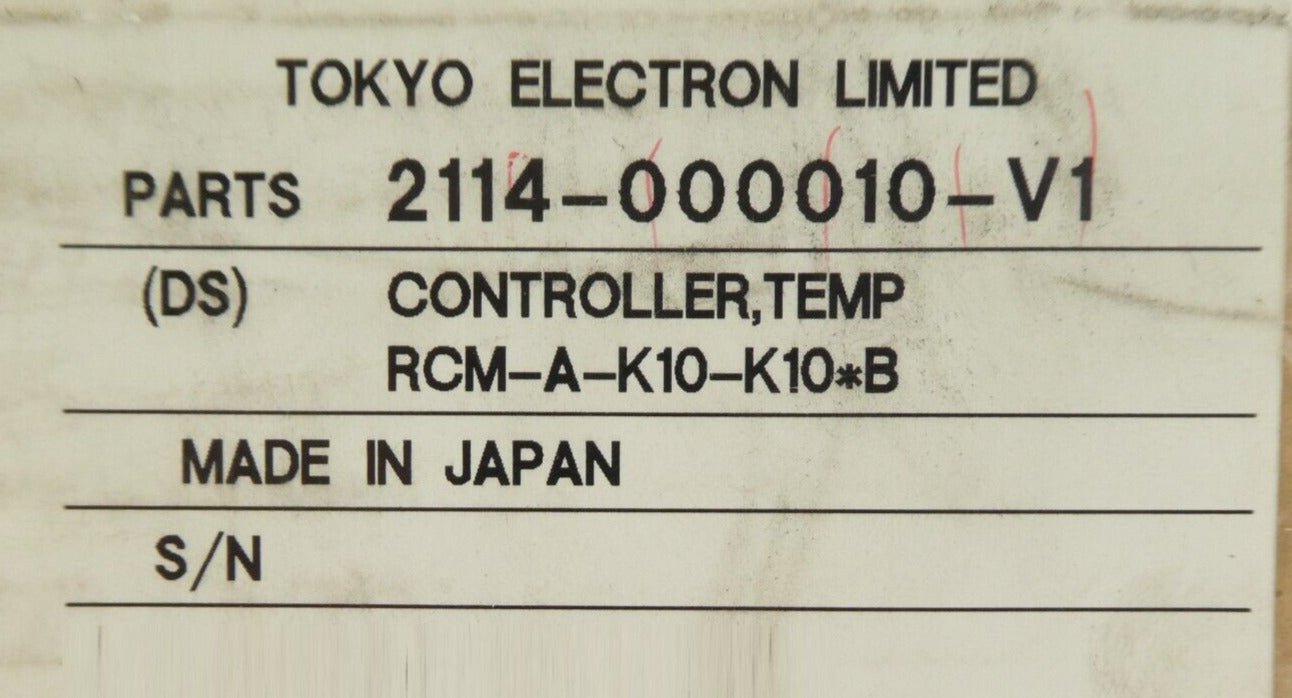 TOKYO ELECTRON LIMITED
PARTS 2114-000010-V1
(DS) CONTROLLER,TEMP
RCM-A-K10-K10*B
MADE IN JAPAN
S/N